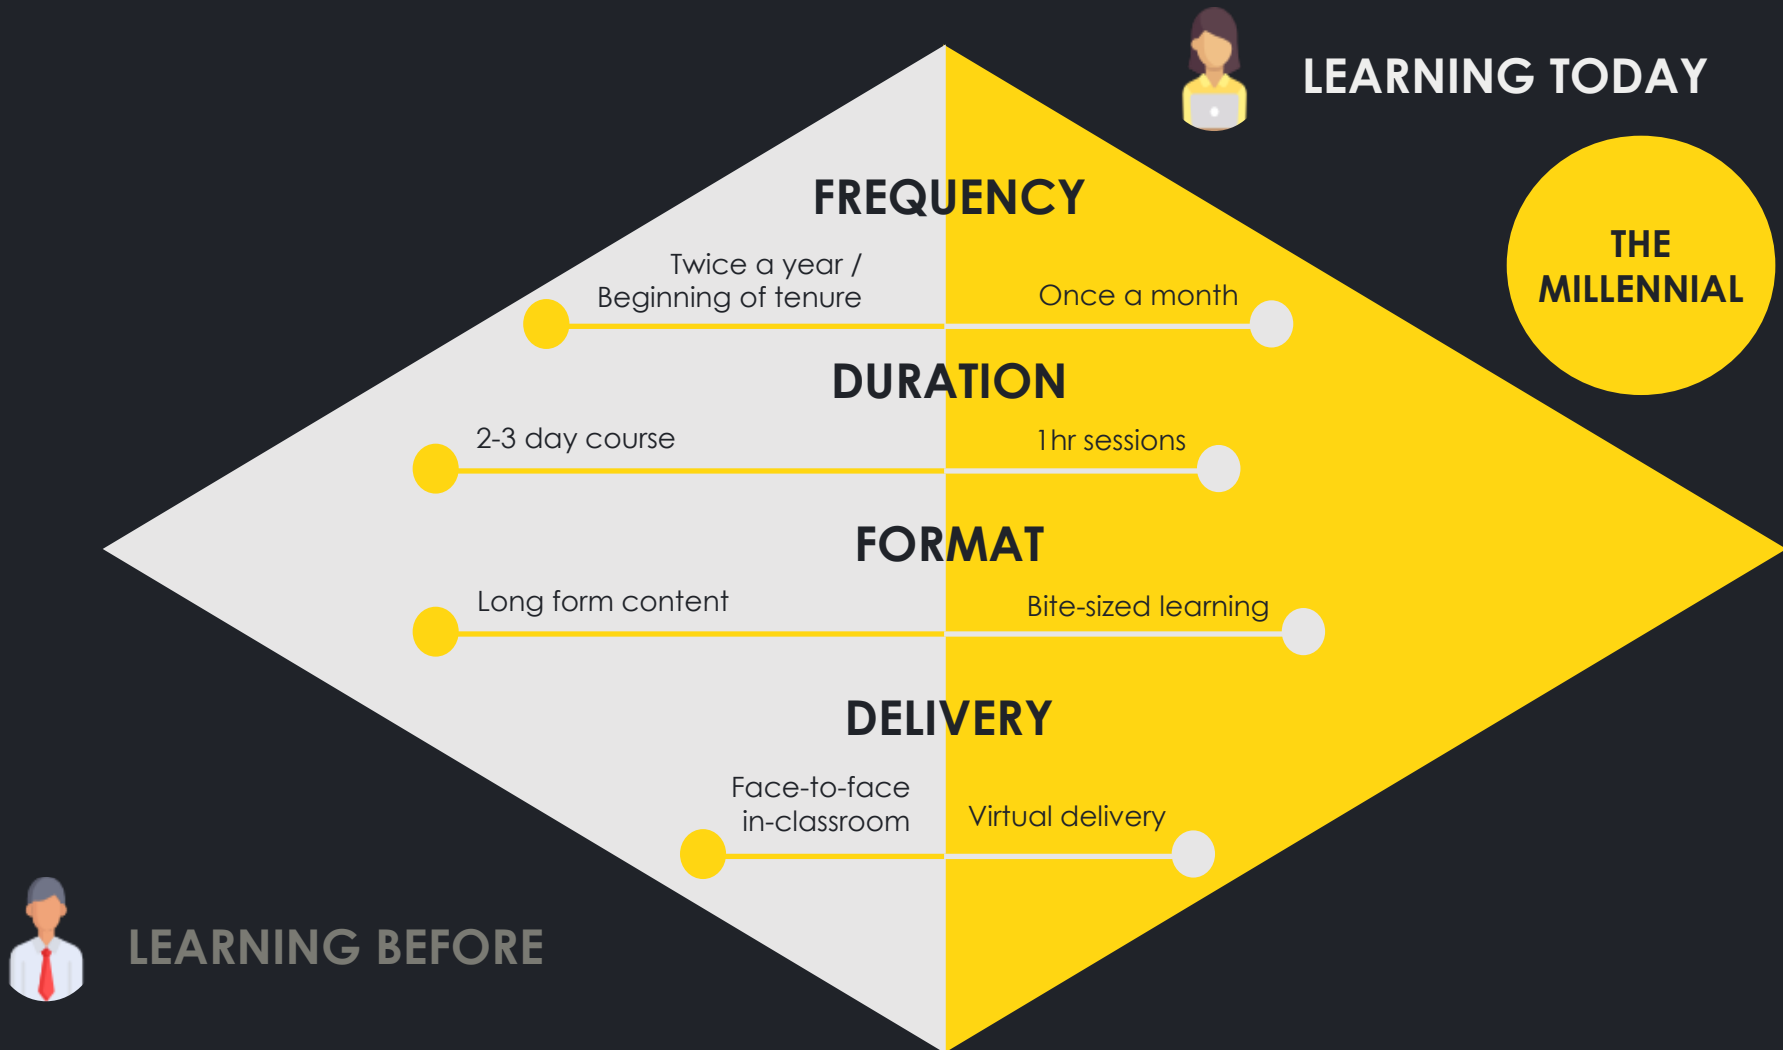 LEARNING TODAY
THE
MILLENNIAL
FREQUENCY
Twice a year /
Beginning of tenure
Once a month
DURATION
2-3 day course
1hr sessions
FORMAT
Long form content
Bite-sized learning
DELIVERY
Face-to-face
in-classroom
Virtual delivery
LEARNING BEFORE